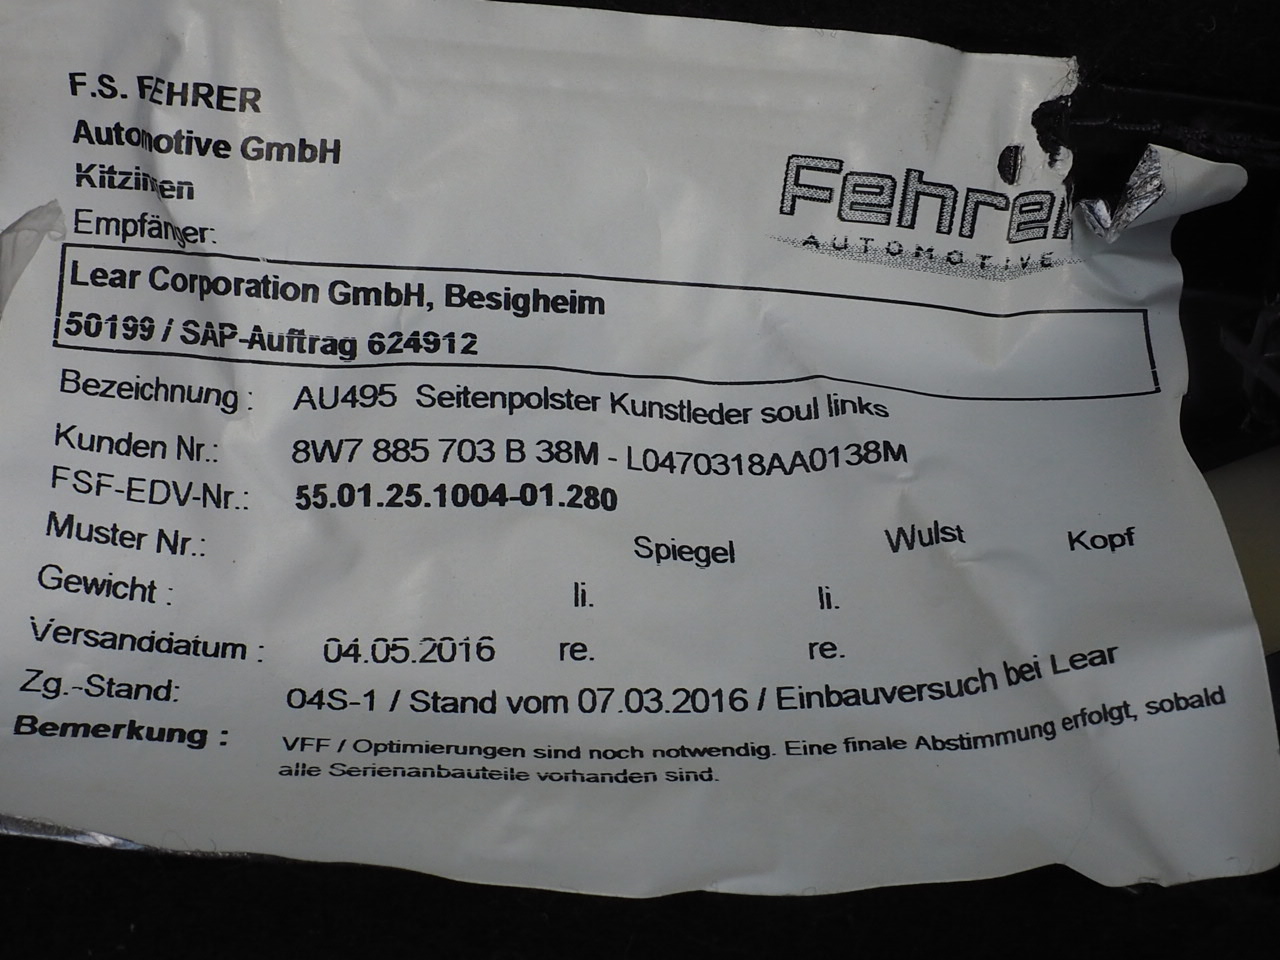 F.S. FEHRER
Automotive GmbH
Kitzingen
Fehrer
AUTOMOTIVE
Empfänger:
Lear Corporation GmbH, Besigheim
50199 / SAP-Auftrag 624912
Bezeichnung : AU495 Seitenpolster Kunstleder soul links
Kunden Nr.: 8W7 885 703 B 38M - L0470318AA0138M
FSF-EDV-Nr.: 55.01.25.1004-01.280
Muster Nr.: Spiegel Wulst Kopf
Gewicht : li. li.
Versanddatum : 04.05.2016 re. re.
Zg.-Stand: 04S-1 / Stand vom 07.03.2016 / Einbauversuch bei Lear
Bemerkung : VFF / Optimierungen sind noch notwendig. Eine finale Abstimmung erfolgt, sobald
alle Serienanbauteile vorhanden sind.